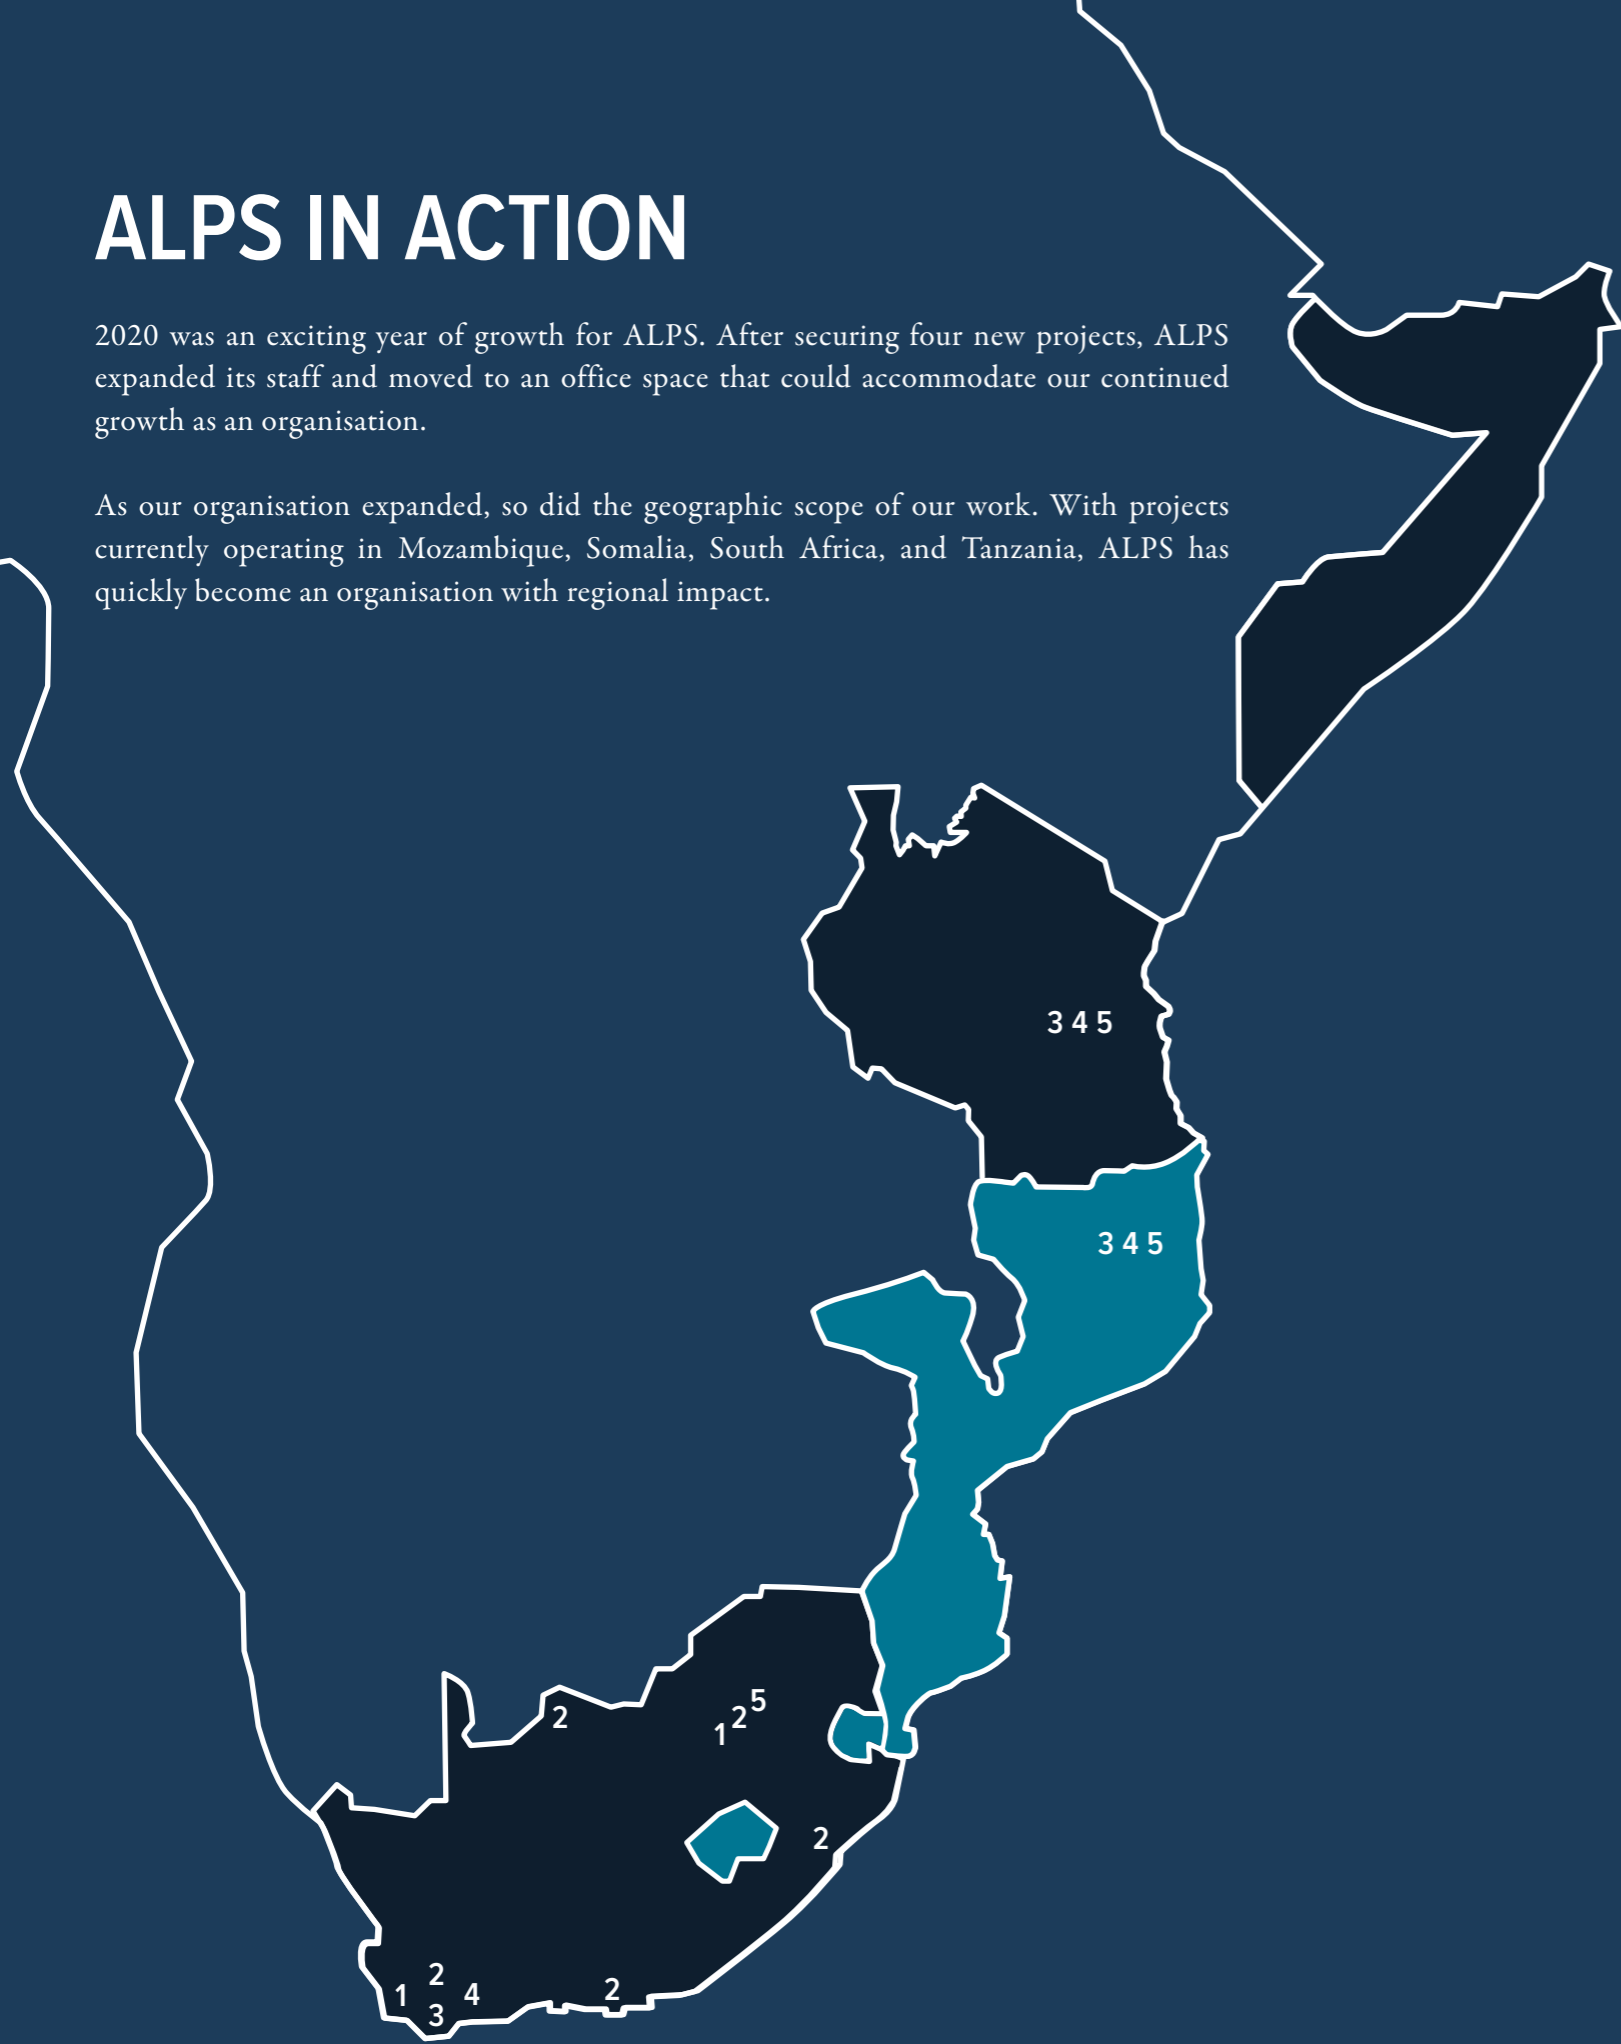 ALPS IN ACTION
2020 was an exciting year of growth for ALPS. After securing four new projects, ALPS
expanded its staff and moved to an office space that could accommodate our continued
growth as an organisation.
As our organisation expanded, so did the geographic scope of our work. With projects
currently operating in Mozambique, Somalia, South Africa, and Tanzania, ALPS has
quickly become an organisation with regional impact.
3 4 5
3 4 5
2
1 2 5
2
1 2 3 4
2